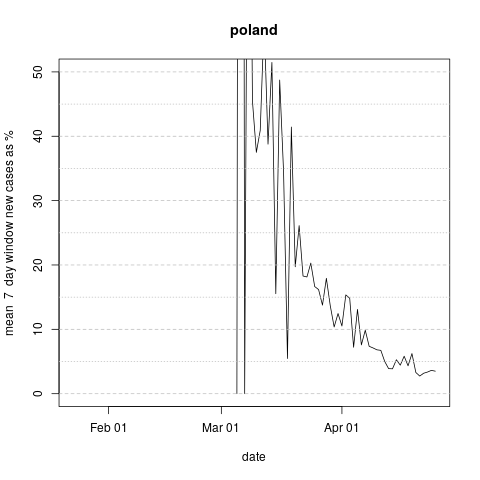 poland
mean 7 day window new cases as %
50
40
30
20
10
0
Feb 01
Mar 01
Apr 01
date